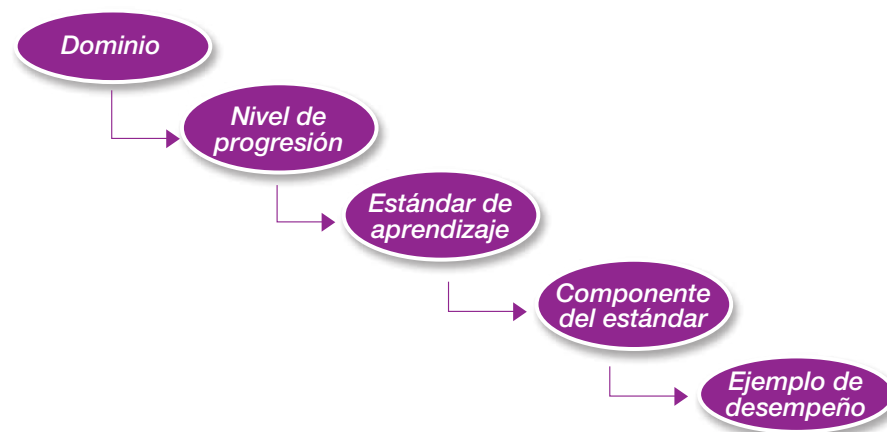 Dominio
Nivel de
progresión
Estándar de
aprendizaje
Componente
del estándar
Ejemplo de
desempeño